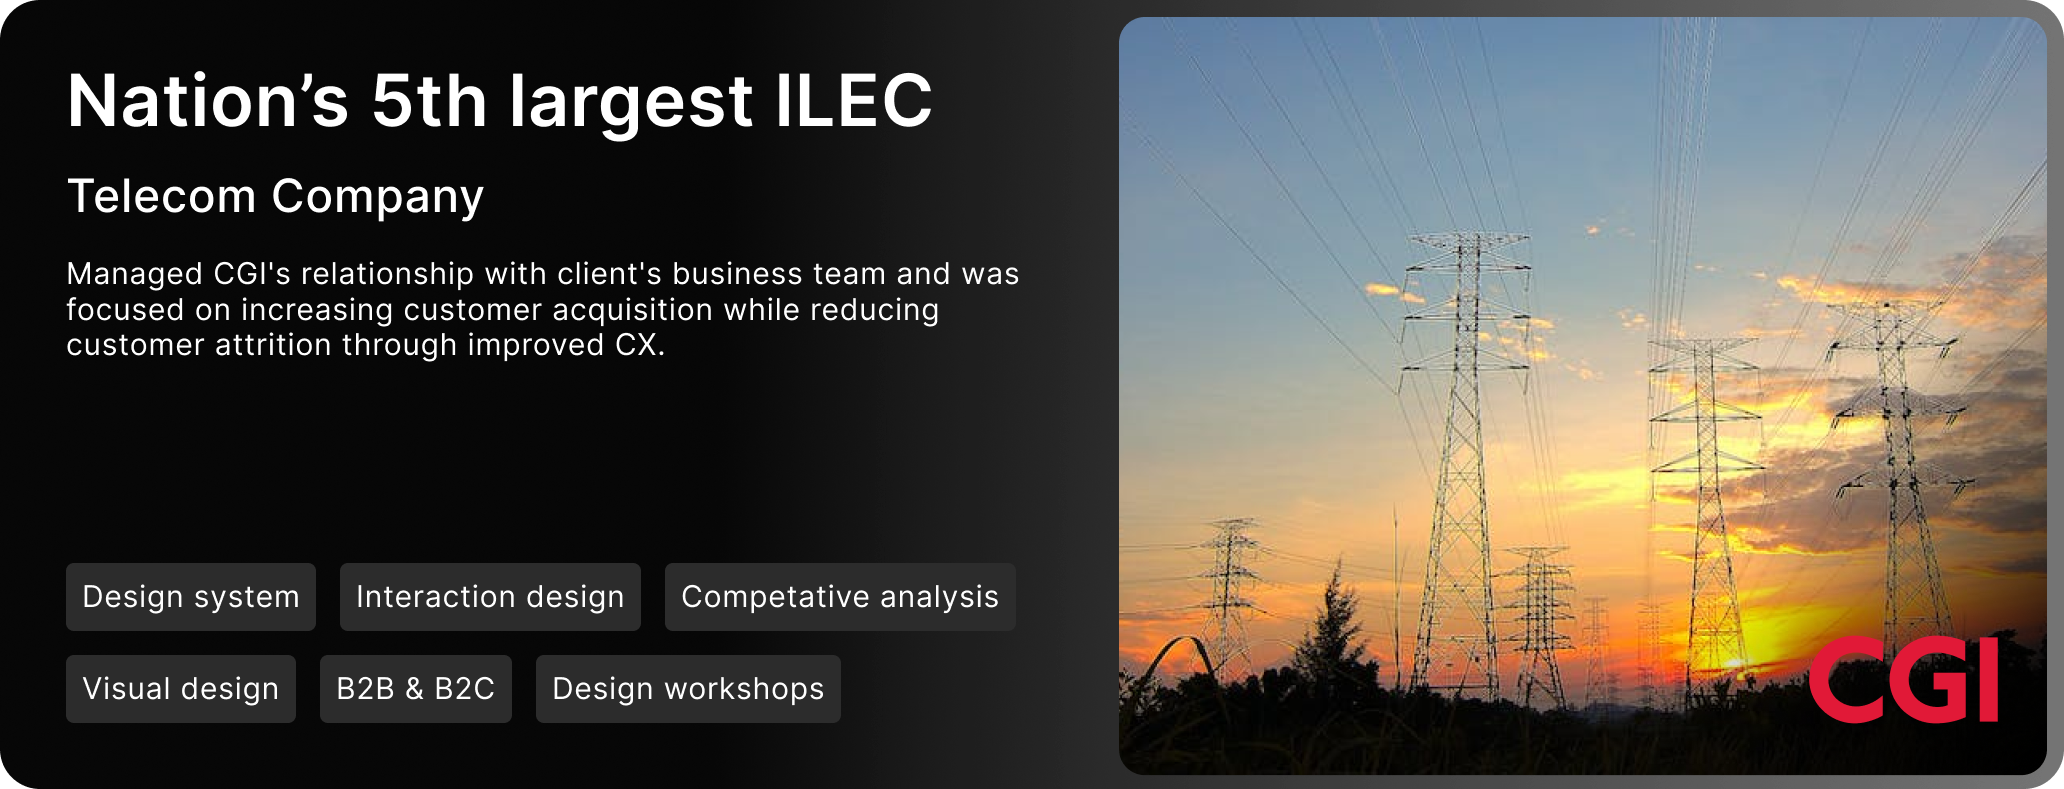 Nation’s 5th largest ILEC
Telecom Company
Managed CGI's relationship with client's business team and was
focused on increasing customer acquisition while reducing
customer attrition through improved CX.
Design system
Interaction design
Competative analysis
Visual design
B2B & B2C
Design workshops
CGI